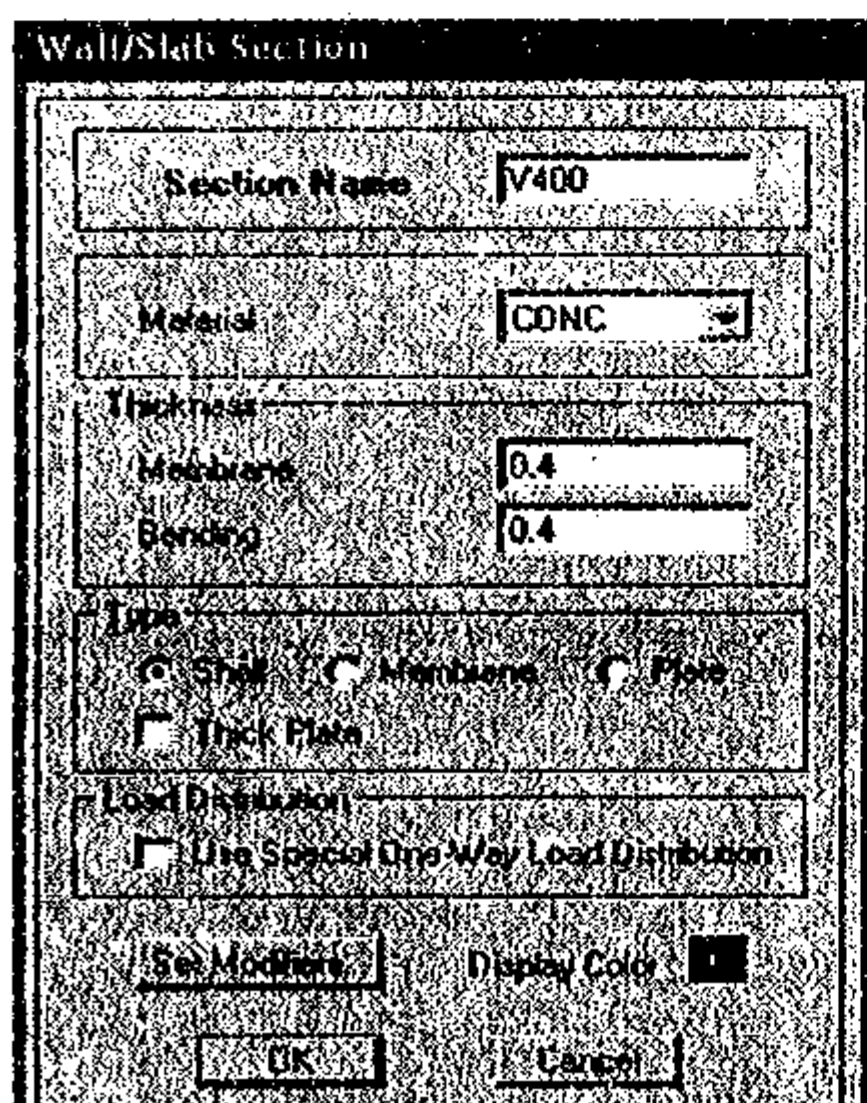 Wall/Slab Section
Section Name V400
Material CONC
Thickness
Membrane 0.4
Bending 0.4
Type
Shell Membrane Plate
Thick Plate
Load Distribution
Use Special One-Way Load Distribution
Set Modifiers... Display Color
OK Cancel